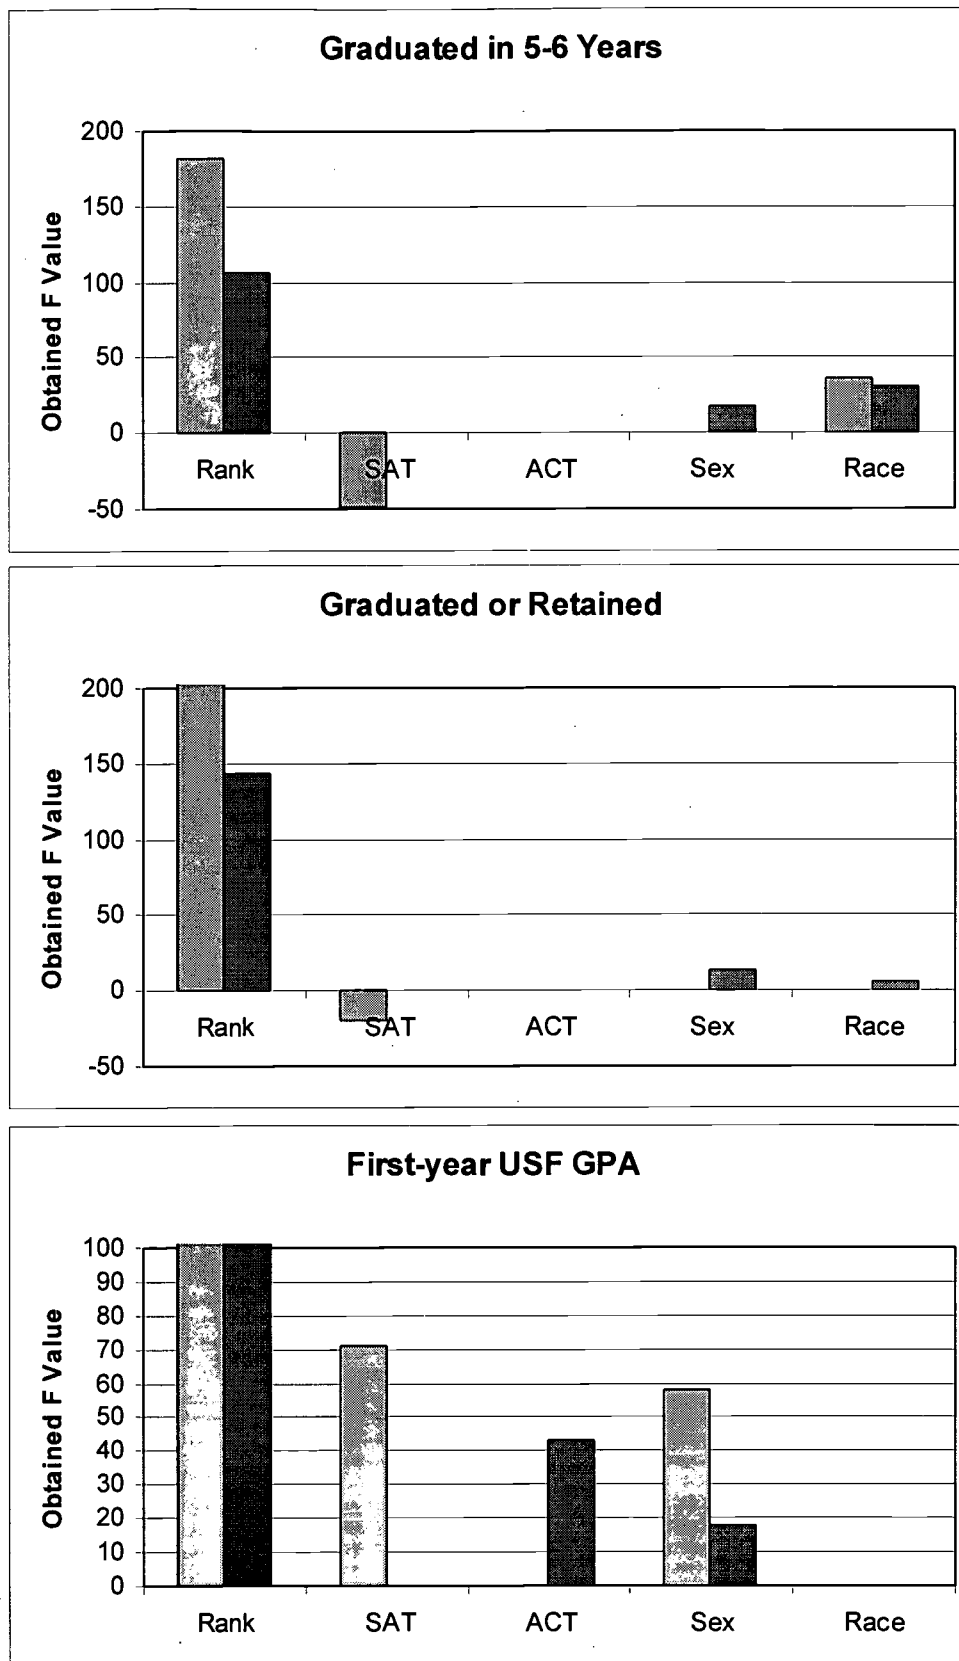 Graduated in 5-6 Years
Obtained F Value
200
150
100
50
0
-50
Rank SAT ACT Sex Race
Graduated or Retained
Obtained F Value
200
150
100
50
0
-50
Rank SAT ACT Sex Race
First-year USF GPA
Obtained F Value
100
90
80
70
60
50
40
30
20
10
0
Rank SAT ACT Sex Race